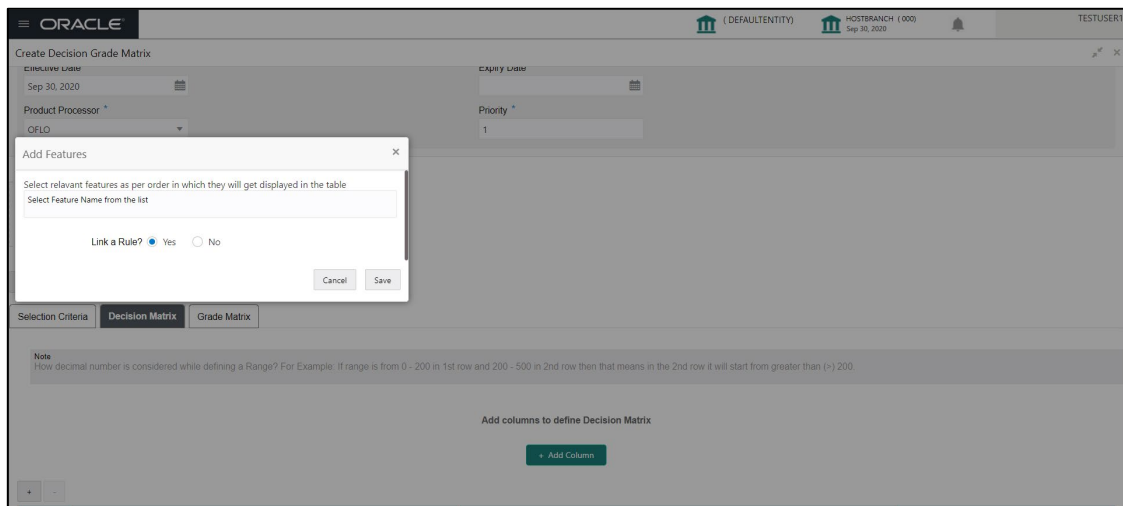 ORACLE
( DEFAULTENTITY)
HOSTBRANCH ( 000)
Sep 30, 2020
TESTUSER1
Create Decision Grade Matrix
Effective Date
Expiry Date
Sep 30, 2020
Product Processor *
Priority *
OFLO
1
Add Features
Select relavant features as per order in which they will get displayed in the table
Select Feature Name from the list
Link a Rule? Yes No
Cancel Save
Selection Criteria Decision Matrix Grade Matrix
Note
How decimal number is considered while defining a Range? For Example: If range is from 0 - 200 in 1st row and 200 - 500 in 2nd row then that means in the 2nd row it will start from greater than (>) 200.
Add columns to define Decision Matrix
+ Add Column
+ -